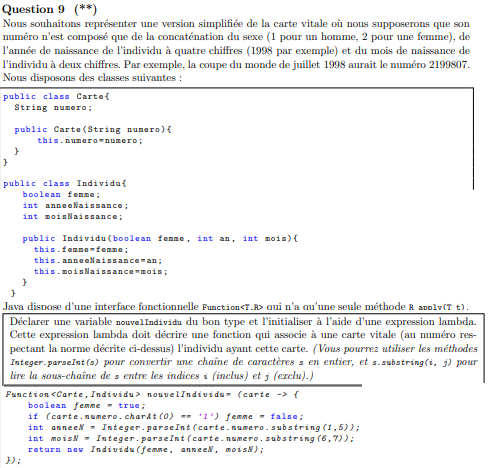 Question 9 (**)
Nous souhaitons représenter une version simplifiée de la carte vitale où nous supposerons que son
numéro n'est composé que de la concaténation du sexe (1 pour un homme, 2 pour une femme), de
l'année de naissance de l'individu à quatre chiffres (1998 par exemple) et du mois de naissance de
l'individu à deux chiffres. Par exemple, la coupe du monde de juillet 1998 aurait le numéro 2199807.
Nous disposons des classes suivantes :
public class Carte{
String numero;
public Carte(String numero){
this.numero=numero;
}
}
public class Individu{
boolean femme;
int anneeNaissance;
int moisNaissance;
public Individu(boolean femme, int an, int mois){
this.femme=femme;
this.anneeNaissance=an;
this.moisNaissance=mois;
}
}
Java dispose d'une interface fonctionnelle Function<T,R> qui n'a qu'une seule méthode R apply(T t).
Déclarer une variable nouvelIndividu du bon type et l'initialiser à l'aide d'une expression lambda.
Cette expression lambda doit décrire une fonction qui associe à une carte vitale (au numéro res-
pectant la norme décrite ci-dessus) l'individu ayant cette carte. (Vous pourrez utiliser les méthodes
Integer.parseInt(s) pour convertir une chaîne de caractères s en entier, et s.substring(i, j) pour
lire la sous-chaîne de s entre les indices i (inclus) et j (exclu).)
Function<Carte,Individu> nouvelIndividu= (carte -> {
boolean femme = true;
if (carte.numero.charAt(0) == '1') femme = false;
int anneeN = Integer.parseInt(carte.numero.substring(1,5));
int moisN = Integer.parseInt(carte.numero.substring(6,7));
return new Individu(femme, anneeN, moisN);
});